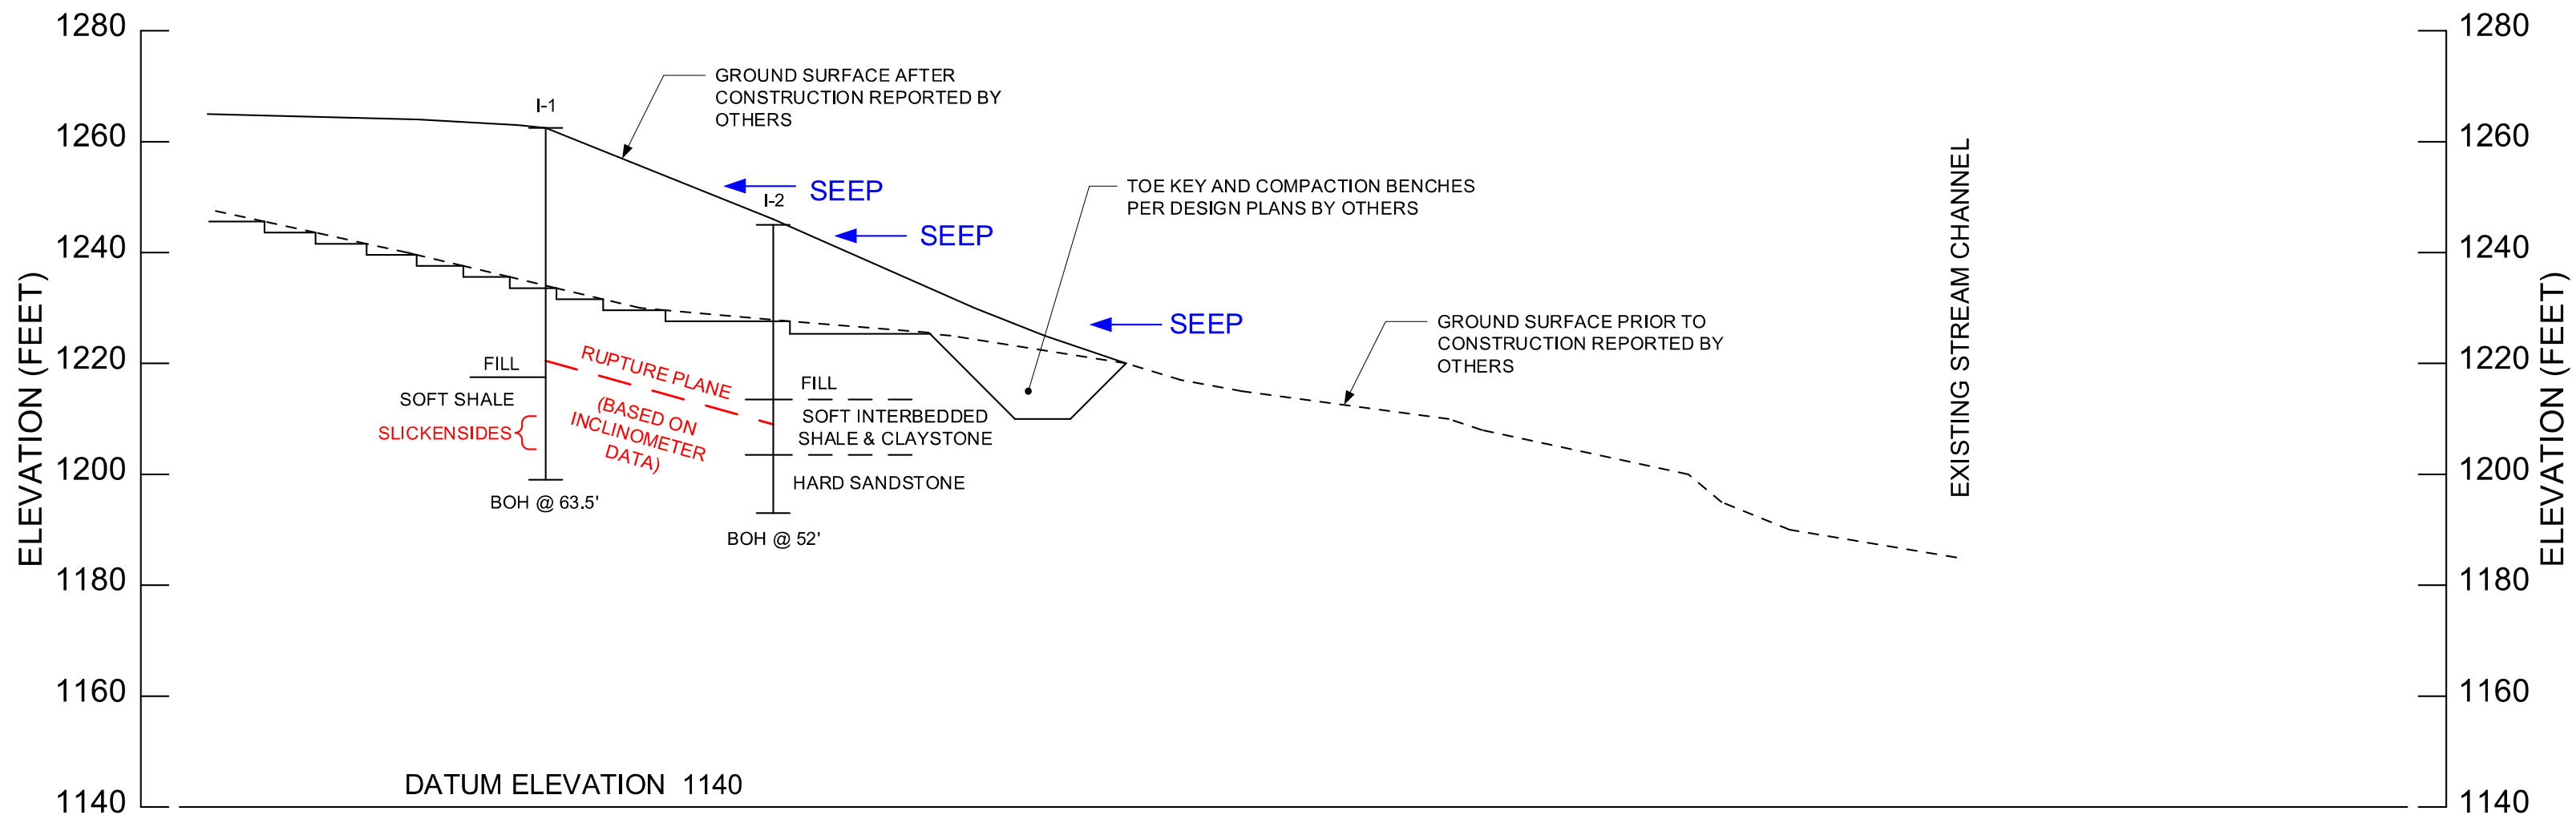 1280
1260
1240
1220
1200
1180
1160
1140
ELEVATION (FEET)
I-1
GROUND SURFACE AFTER
CONSTRUCTION REPORTED BY
OTHERS
SEEP
I-2
SEEP
TOE KEY AND COMPACTION BENCHES
PER DESIGN PLANS BY OTHERS
SEEP
GROUND SURFACE PRIOR TO
CONSTRUCTION REPORTED BY
OTHERS
EXISTING STREAM CHANNEL
FILL
SOFT SHALE
SLICKENSIDES
BOH @ 63.5'
RUPTURE PLANE
(BASED ON
INCLINOMETER
DATA)
FILL
SOFT INTERBEDDED
SHALE & CLAYSTONE
HARD SANDSTONE
BOH @ 52'
DATUM ELEVATION 1140
1280
1260
1240
1220
1200
1180
1160
1140
ELEVATION (FEET)